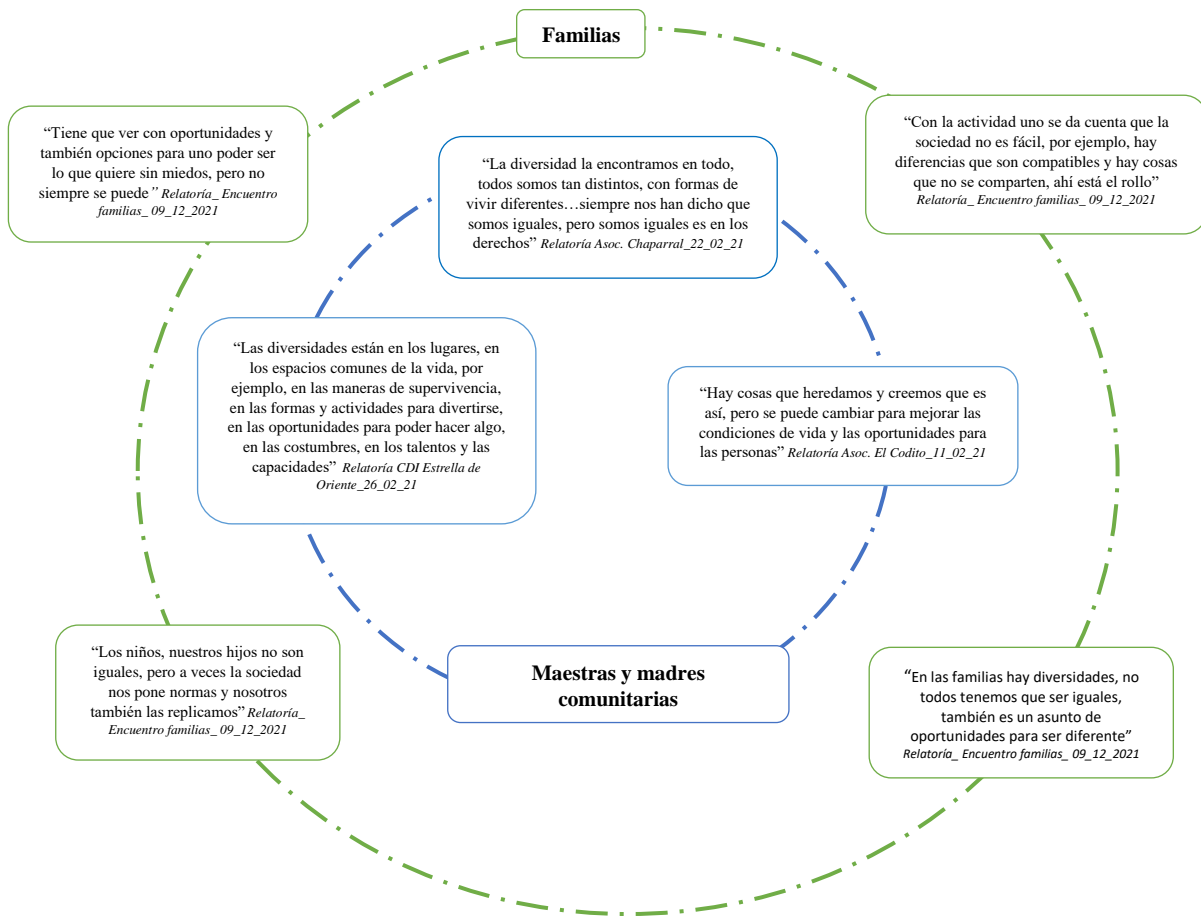 Familias
“Tiene que ver con oportunidades y
también opciones para uno poder ser
lo que quiere sin miedos, pero no
siempre se puede” Relatoría_ Encuentro
familias_ 09_12_2021
“Con la actividad uno se da cuenta que la
sociedad no es fácil, por ejemplo, hay
diferencias que son compatibles y hay cosas
que no se comparten, ahí está el rollo”
Relatoría_ Encuentro familias_ 09_12_2021
“La diversidad la encontramos en todo,
todos somos tan distintos, con formas de
vivir diferentes…siempre nos han dicho que
somos iguales, pero somos iguales es en los
derechos” Relatoría Asoc. Chaparral_22_02_21
“Las diversidades están en los lugares, en
los espacios comunes de la vida, por
ejemplo, en las maneras de supervivencia,
en las formas y actividades para divertirse,
en las oportunidades para poder hacer algo,
en las costumbres, en los talentos y las
capacidades” Relatoría CDI Estrella de
Oriente_26_02_21
“Hay cosas que heredamos y creemos que es
así, pero se puede cambiar para mejorar las
condiciones de vida y las oportunidades para
las personas” Relatoría Asoc. El Codito_11_02_21
“Los niños, nuestros hijos no son
iguales, pero a veces la sociedad
nos pone normas y nosotros
también las replicamos” Relatoría_
Encuentro familias_ 09_12_2021
Maestras y madres
comunitarias
“En las familias hay diversidades, no
todos tenemos que ser iguales,
también es un asunto de
oportunidades para ser diferente”
Relatoría_ Encuentro familias_ 09_12_2021